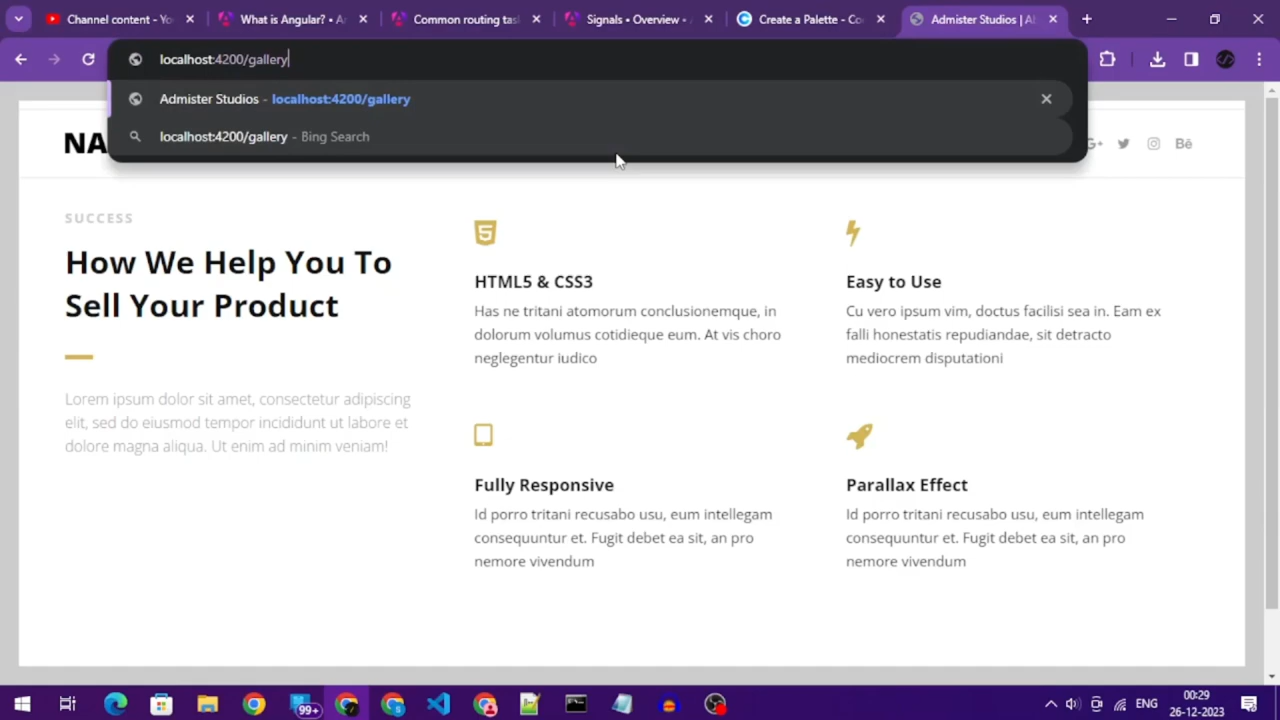 Channel content - Yo
What is Angular? • A
Common routing tas
Signals • Overview •
Create a Palette - Co
Admister Studios | Al
localhost:4200/gallery
Admister Studios - localhost:4200/gallery
localhost:4200/gallery - Bing Search
NA
G+
Bē
SUCCESS
How We Help You To
Sell Your Product
Lorem ipsum dolor sit amet, consectetur adipiscing
elit, sed do eiusmod tempor incididunt ut labore et
dolore magna aliqua. Ut enim ad minim veniam!
HTML5 & CSS3
Has ne tritani atomorum conclusionemque, in
dolorum volumus cotidieque eum. At vis choro
neglegentur iudico
Easy to Use
Cu vero ipsum vim, doctus facilisi sea in. Eam ex
falli honestatis repudiandae, sit detracto
mediocrem disputationi
Fully Responsive
Id porro tritani recusabo usu, eum intellegam
consequuntur et. Fugit debet ea sit, an pro
nemore vivendum
Parallax Effect
Id porro tritani recusabo usu, eum intellegam
consequuntur et. Fugit debet ea sit, an pro
nemore vivendum
99+
ENG
00:29
26-12-2023